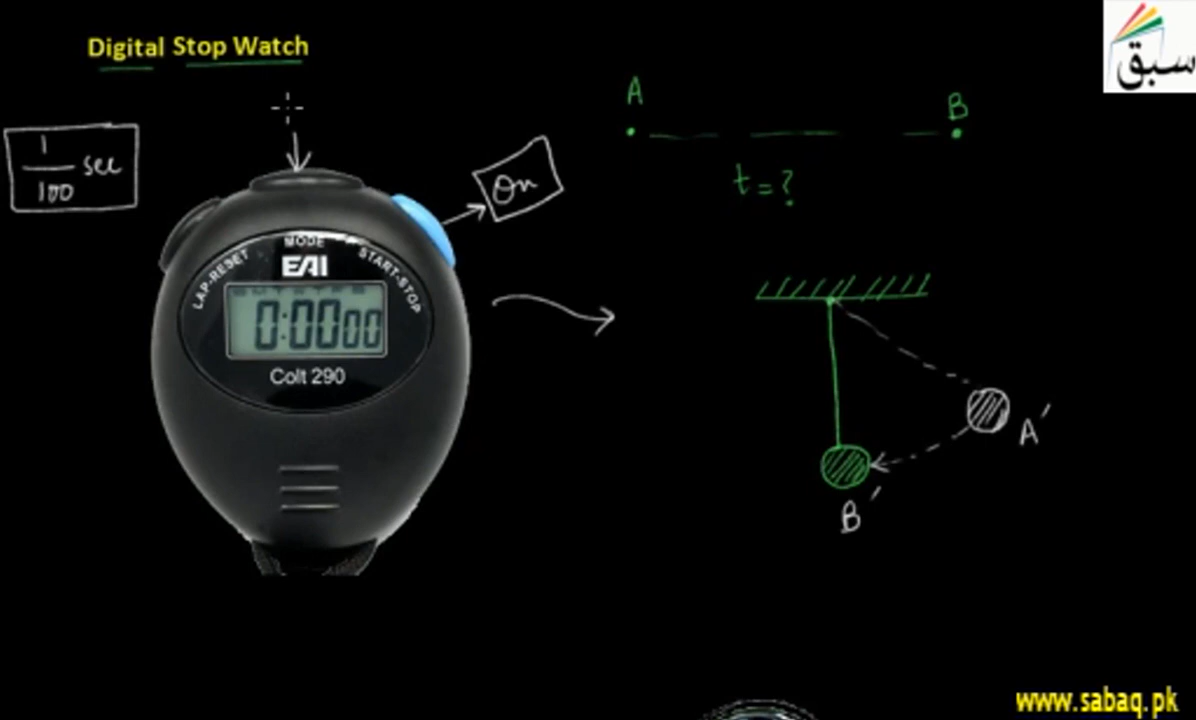 Digital Stop Watch
سبق
A
B
1/100 sec
t = ?
On
MODE
LAP-RESET
START-STOP
EAI
0:0000
Colt 290
A′
B′
www.sabaq.pk